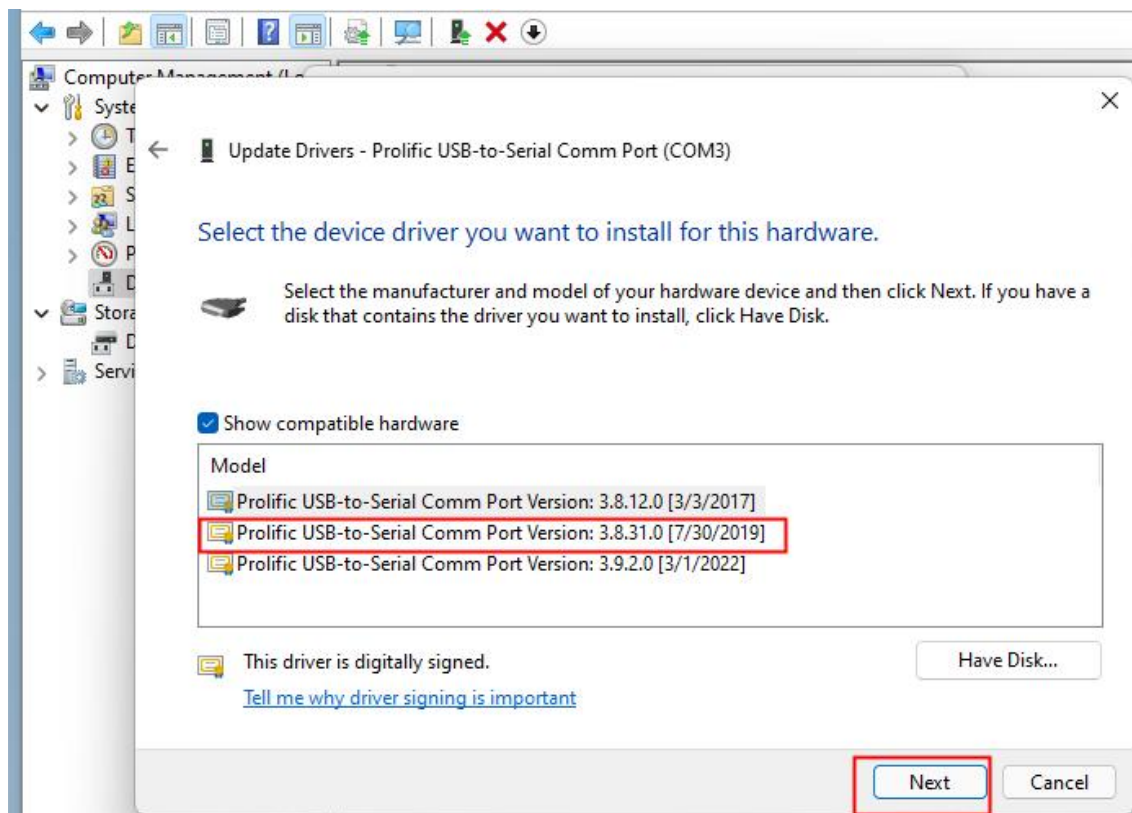 Computer Management (Lo
Syste
T
E
S
L
P
D
Stora
D
Servi
Update Drivers - Prolific USB-to-Serial Comm Port (COM3)
Select the device driver you want to install for this hardware.
Select the manufacturer and model of your hardware device and then click Next. If you have a
disk that contains the driver you want to install, click Have Disk.
Show compatible hardware
Model
Prolific USB-to-Serial Comm Port Version: 3.8.12.0 [3/3/2017]
Prolific USB-to-Serial Comm Port Version: 3.8.31.0 [7/30/2019]
Prolific USB-to-Serial Comm Port Version: 3.9.2.0 [3/1/2022]
This driver is digitally signed.
Have Disk...
Tell me why driver signing is important
Next
Cancel